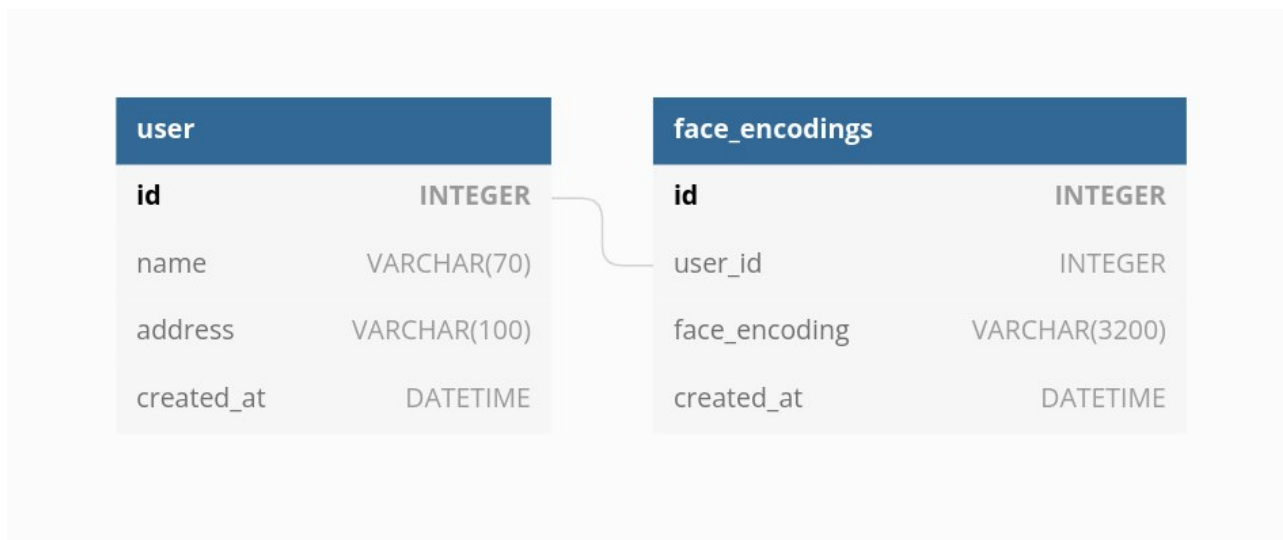 user
id INTEGER
name VARCHAR(70)
address VARCHAR(100)
created_at DATETIME
face_encodings
id INTEGER
user_id INTEGER
face_encoding VARCHAR(3200)
created_at DATETIME